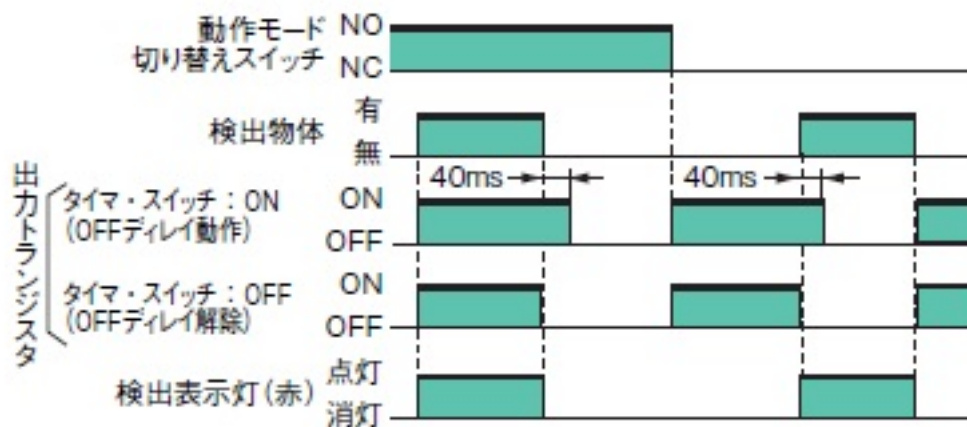 動作モード
切り替えスイッチ
NO
NC
検出物体
有
無
40ms
40ms
出力トランジスタ
タイマ・スイッチ：ON
(OFFディレイ動作)
ON
OFF
タイマ・スイッチ：OFF
(OFFディレイ解除)
ON
OFF
検出表示灯(赤)
点灯
消灯